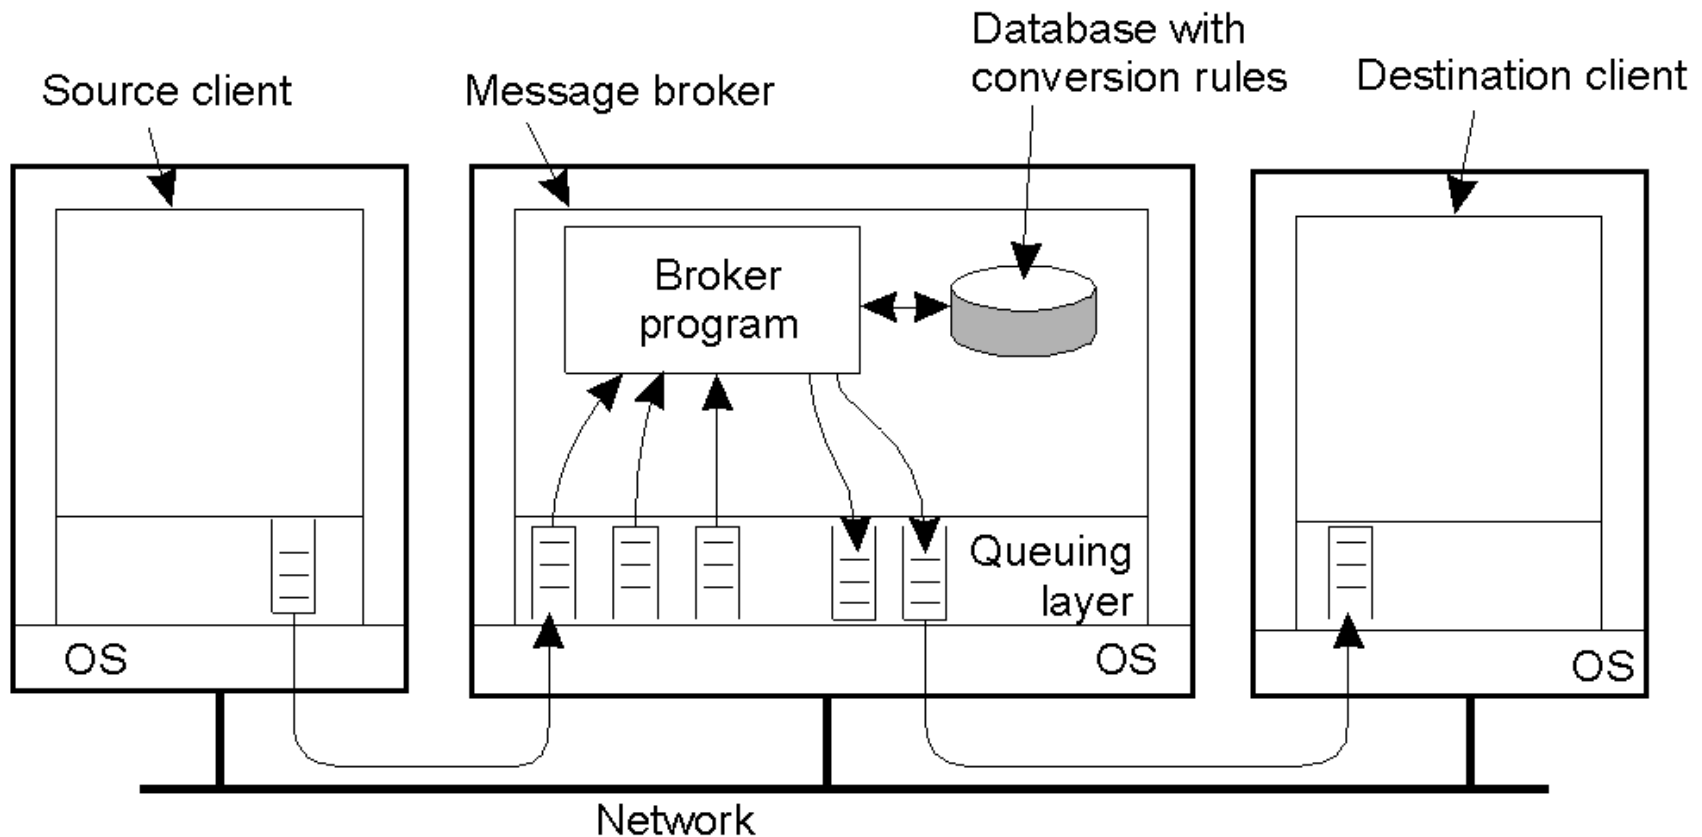 Source client
Message broker
Database with
conversion rules
Destination client
Broker
program
Queuing
layer
OS
OS
OS
Network